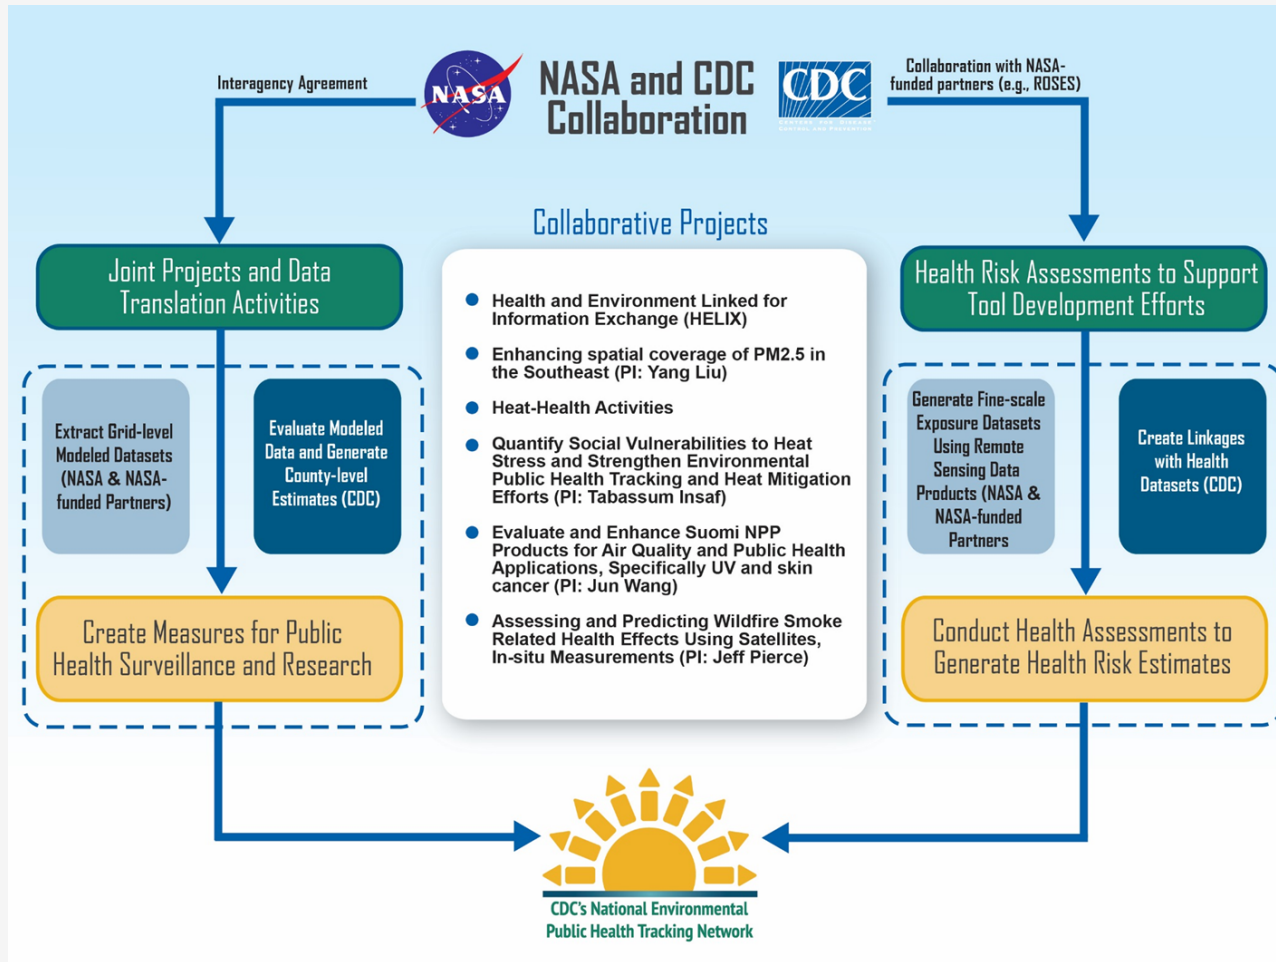 Interagency Agreement
NASA
NASA and CDC
Collaboration
CDC
CENTERS FOR DISEASE
CONTROL AND PREVENTION
Collaboration with NASA-
funded partners (e.g., ROSES)
Joint Projects and Data
Translation Activities
Extract Grid-level
Modeled Datasets
(NASA & NASA-
funded Partners)
Evaluate Modeled
Data and Generate
County-level
Estimates (CDC)
Create Measures for Public
Health Surveillance and Research
Collaborative Projects
Health and Environment Linked for
Information Exchange (HELIX)
Enhancing spatial coverage of PM2.5 in
the Southeast (PI: Yang Liu)
Heat-Health Activities
Quantify Social Vulnerabilities to Heat
Stress and Strengthen Environmental
Public Health Tracking and Heat Mitigation
Efforts (PI: Tabassum Insaf)
Evaluate and Enhance Suomi NPP
Products for Air Quality and Public Health
Applications, Specifically UV and skin
cancer (PI: Jun Wang)
Assessing and Predicting Wildfire Smoke
Related Health Effects Using Satellites,
In-situ Measurements (PI: Jeff Pierce)
Health Risk Assessments to Support
Tool Development Efforts
Generate Fine-scale
Exposure Datasets
Using Remote
Sensing Data
Products (NASA &
NASA-funded
Partners
Create Linkages
with Health
Datasets (CDC)
Conduct Health Assessments to
Generate Health Risk Estimates
CDC's National Environmental
Public Health Tracking Network